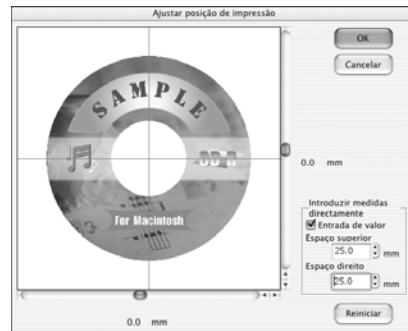 Ajustar posição de impressão
OK
Cancelar
SAMPLE
CD-R
For Macintosh
0.0 mm
Introduzir medidas
directamente
Entrada de valor
Espaço superior
25.0 mm
Espaço direito
25.0 mm
Reiniciar
0.0 mm